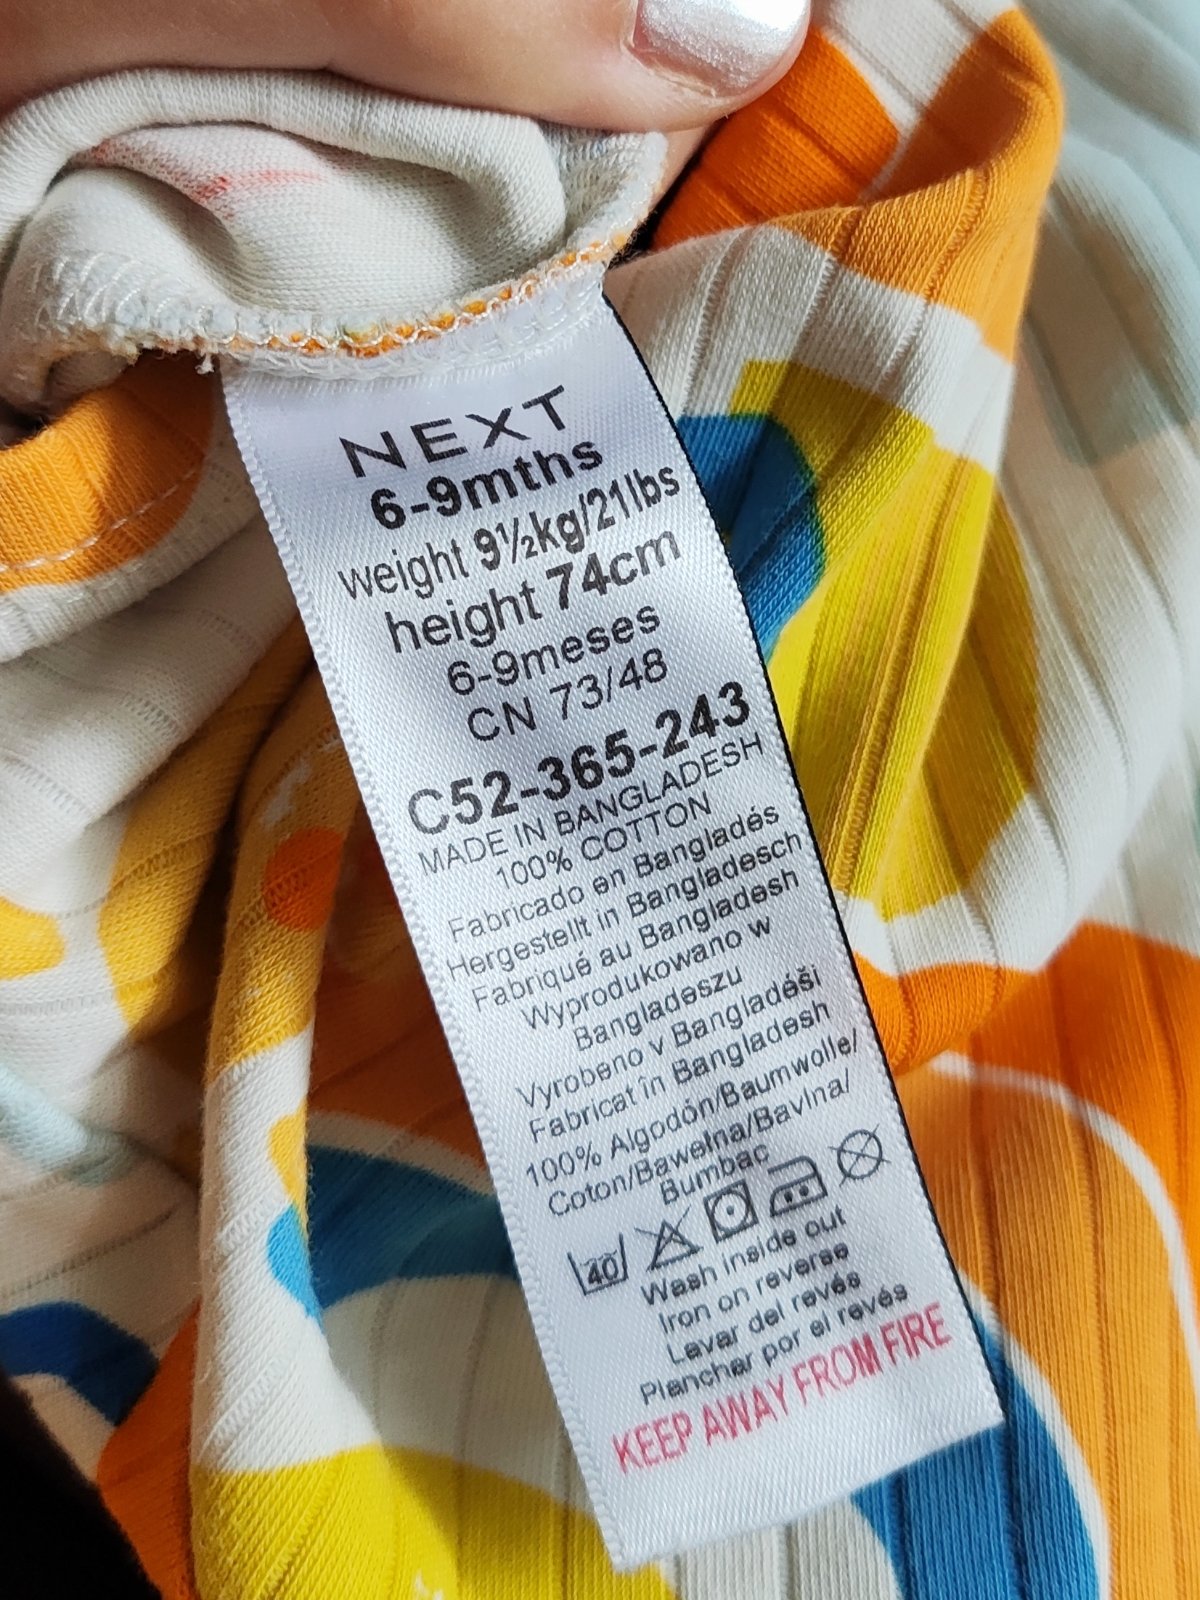 NEXT
6-9mths
weight 9½kg/21lbs
height 74cm
6-9meses
CN 73/48
C52-365-243
MADE IN BANGLADESH
100% COTTON
Fabricado en Bangladés
Hergestellt in Bangladesch
Fabriqué au Bangladesh
Wyprodukowano w
Bangladeszu
Vyrobeno v Bangladéši
Fabricat în Bangladesh
100% Algodón/Baumwolle/
Coton/Bawełna/Bavlna/
Bumbac
40
Wash inside out
Iron on reverse
Lavar del revés
Planchar por el revés
KEEP AWAY FROM FIRE